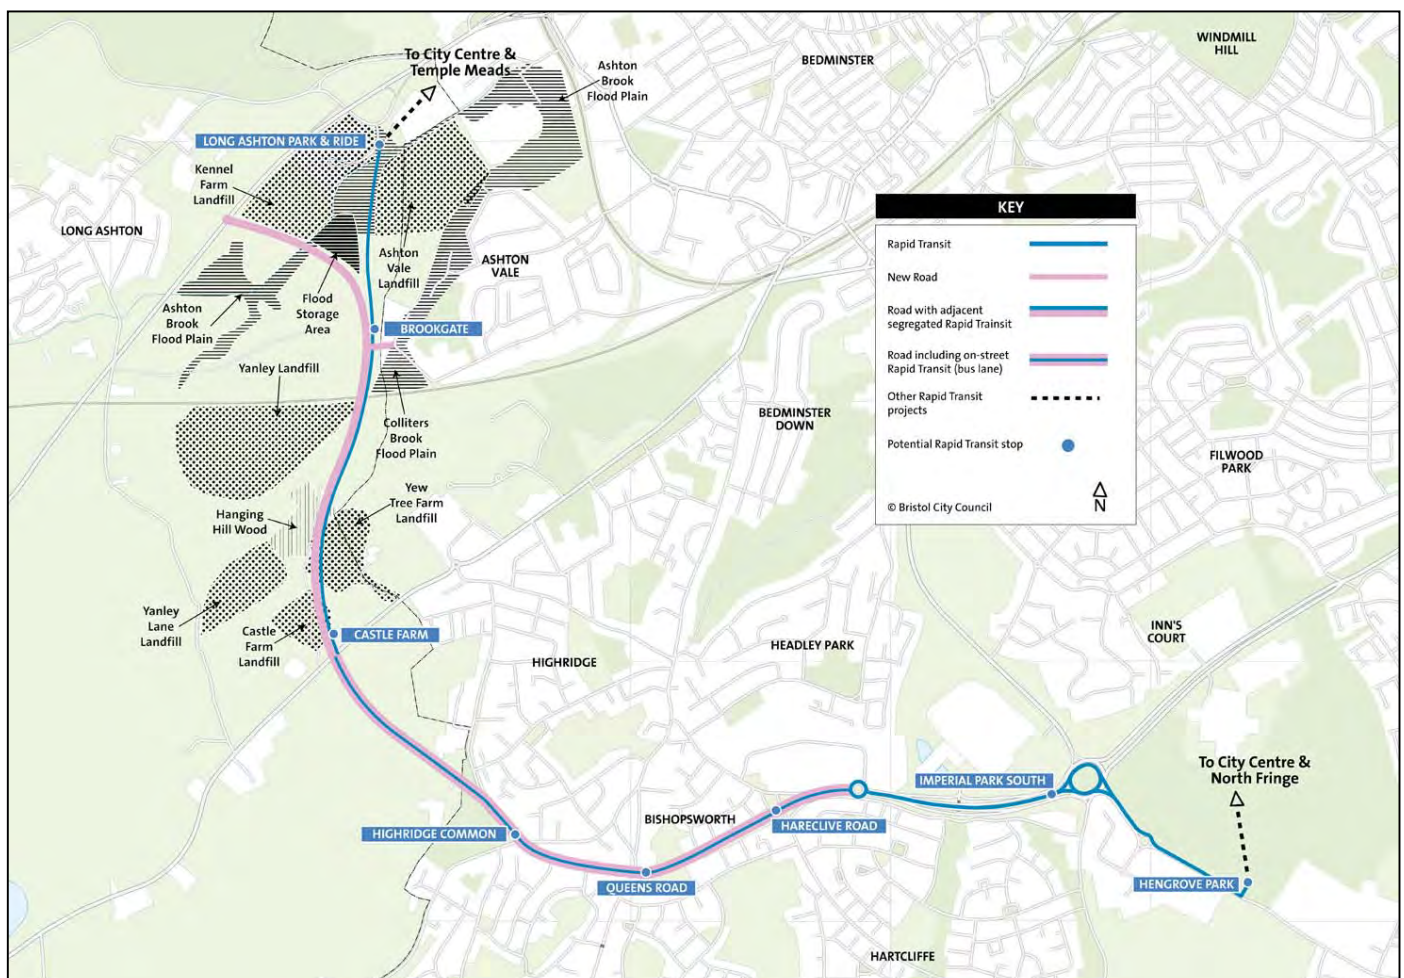 WINDMILL
HILL
BEDMINSTER
To City Centre &
Temple Meads
Ashton
Brook
Flood Plain
LONG ASHTON PARK & RIDE
Kennel
Farm
Landfill
LONG ASHTON
Ashton
Vale
Landfill
ASHTON
VALE
Flood
Storage
Area
Ashton
Brook
Flood Plain
BROOKGATE
Yanley Landfill
Colliters
Brook
Flood Plain
BEDMINSTER
DOWN
Yew
Tree Farm
Landfill
Hanging
Hill Wood
Yanley
Lane
Landfill
Castle
Farm
Landfill
CASTLE FARM
HIGHRIDGE
HEADLEY PARK
FILWOOD
PARK
INN'S
COURT
KEY
Rapid Transit
New Road
Road with adjacent
segregated Rapid Trainsit
Road including on-street
Rapid Transit (bus lane)
Other Rapid Transit
projects
Potential Rapid Transit stop
© Bristol City Council
N
To City Centre &
North Fringe
IMPERIAL PARK SOUTH
BISHOPSWORTH
HARECLIVE ROAD
HIGHRIDGE COMMON
QUEENS ROAD
HENGROVE PARK
HARTCLIFFE